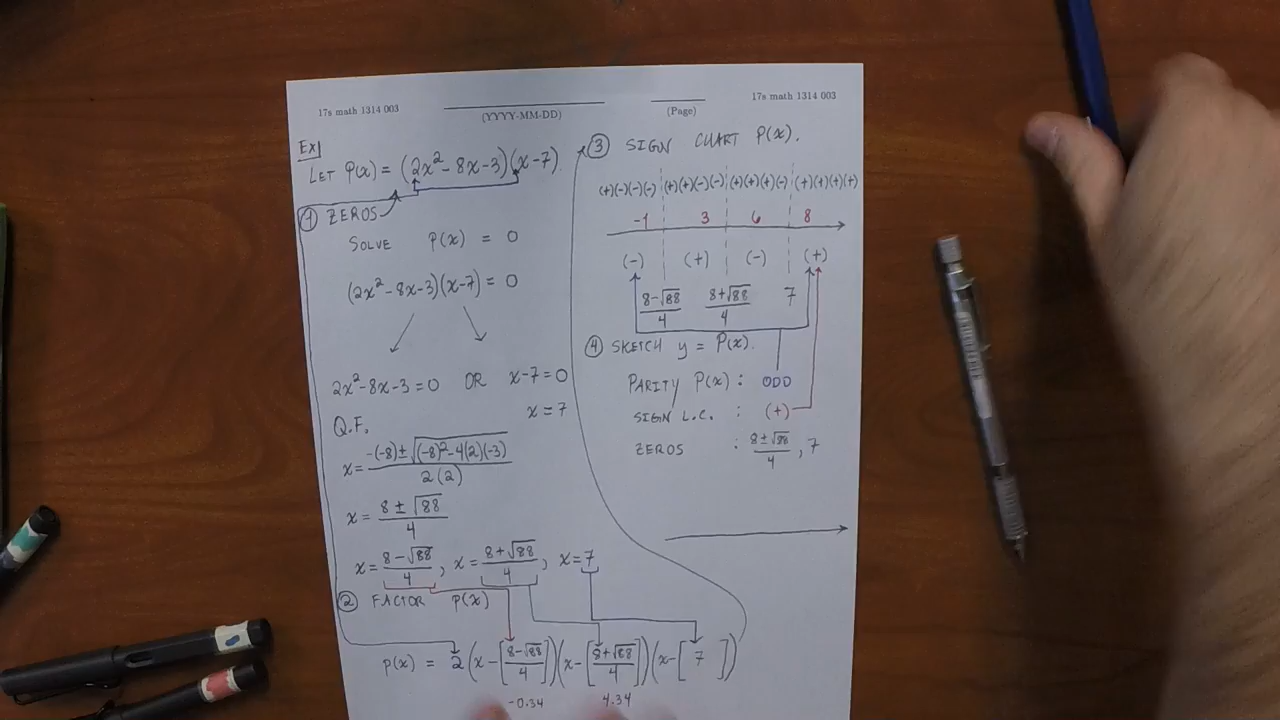 17s math 1314 003
(YYYY-MM-DD)
(Page)
17s math 1314 003
Ex1
LET P(x) = (2x² - 8x - 3)(x - 7).
① ZEROS
SOLVE P(x) = 0
(2x² - 8x - 3)(x - 7) = 0
2x² - 8x - 3 = 0 OR x - 7 = 0
x = 7
Q.F.
x = -(-8) ± √(-8)² - 4(2)(-3) / 2(2)
x = 8 ± √88 / 4
x = 8 - √88 / 4 , x = 8 + √88 / 4 , x = 7
② FACTOR P(x)
P(x) = 2(x - [8 - √88 / 4])(x - [8 + √88 / 4])(x - [7])
-0.34 4.34
③ SIGN CHART P(x).
(+)(-)(-)(-) (+)(+)(-)(-) (+)(+)(+)(-) (+)(+)(+)(+)
-1 3 6 8
(-) (+) (-) (+)
8 - √88 / 4 8 + √88 / 4 7
④ SKETCH y = P(x).
PARITY P(x) : ODD
SIGN L.C. : (+)
ZEROS : 8 ± √88 / 4 , 7